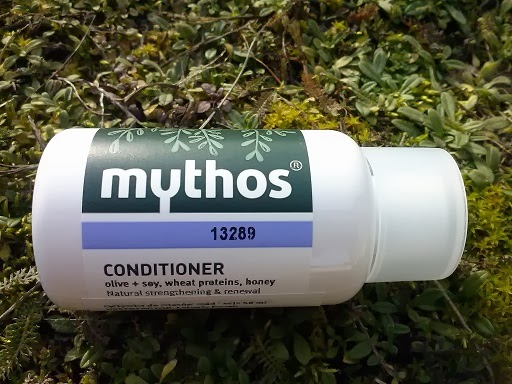 mythos®
13289
CONDITIONER
olive + soy, wheat proteins, honey
Natural strengthening & renewal